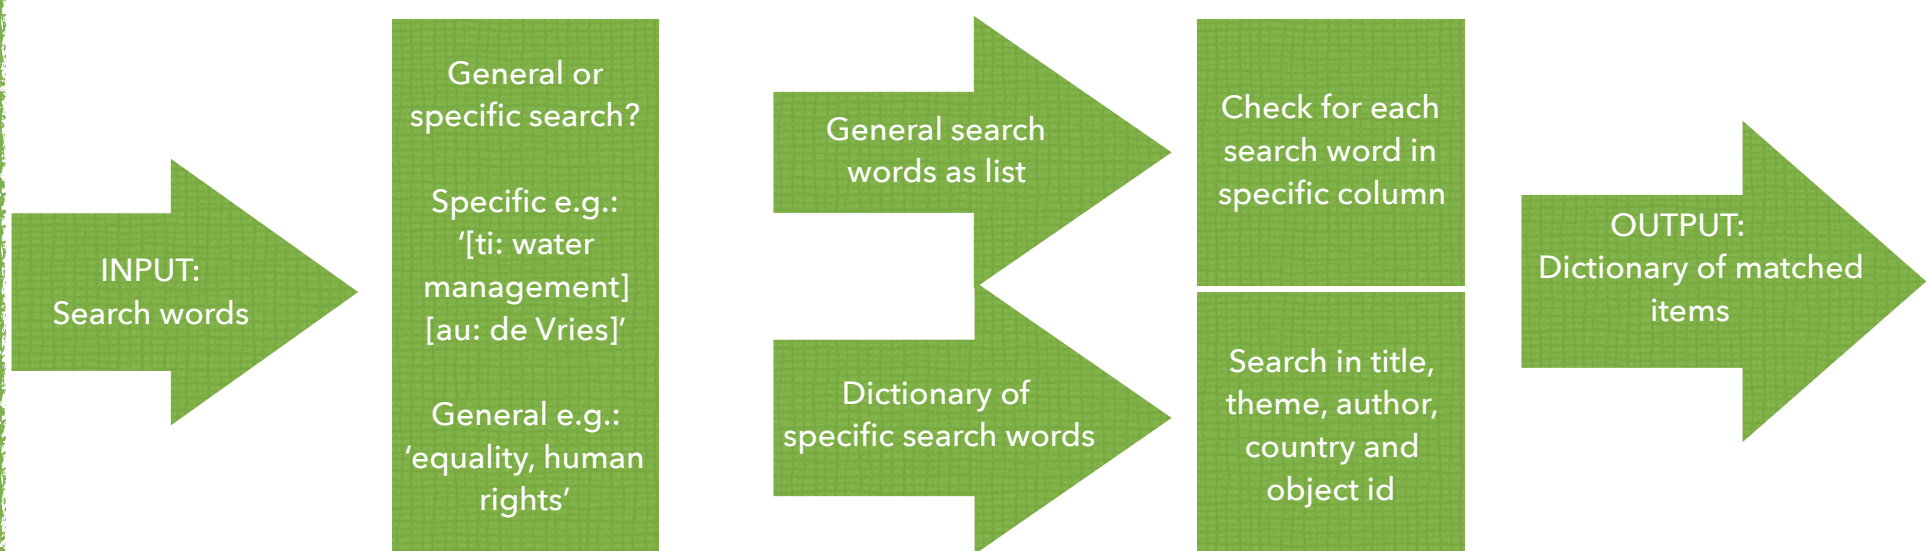 INPUT:
Search words
General or
specific search?
Specific e.g.:
‘[ti: water
management]
[au: de Vries]’
General e.g.:
‘equality, human
rights’
General search
words as list
Dictionary of
specific search words
Check for each
search word in
specific column
Search in title,
theme, author,
country and
object id
OUTPUT:
Dictionary of matched
items